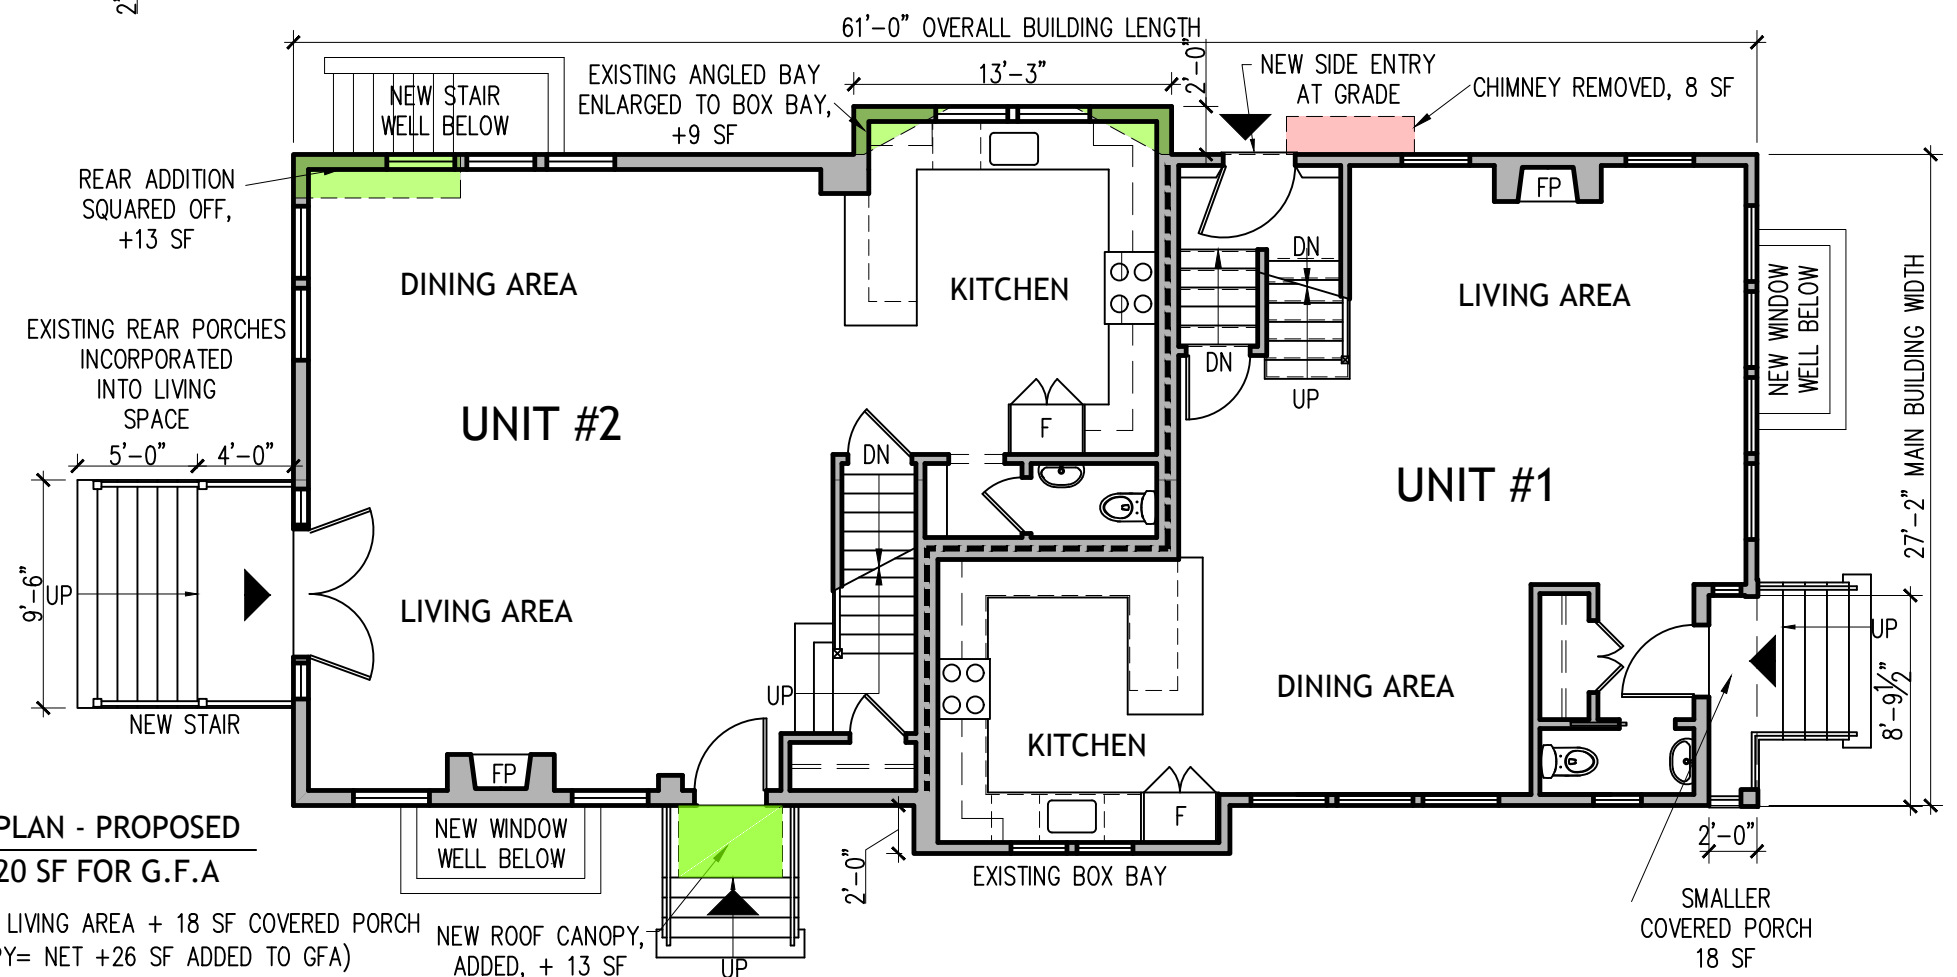 2'
61'-0" OVERALL BUILDING LENGTH
13'-3"
2'-0"
EXISTING ANGLED BAY
ENLARGED TO BOX BAY,
+9 SF
NEW SIDE ENTRY
AT GRADE
CHIMNEY REMOVED, 8 SF
NEW STAIR
WELL BELOW
REAR ADDITION
SQUARED OFF,
+13 SF
FP
DN
DINING AREA
KITCHEN
LIVING AREA
NEW WINDOW
WELL BELOW
27'-2" MAIN BUILDING WIDTH
EXISTING REAR PORCHES
INCORPORATED
INTO LIVING
SPACE
DN
UP
UNIT #2
F
5'-0"
4'-0"
DN
UNIT #1
9'-6"
UP
LIVING AREA
UP
UP
DINING AREA
8'-9½"
NEW STAIR
KITCHEN
FP
F
PLAN - PROPOSED
20 SF FOR G.F.A
NEW WINDOW
WELL BELOW
2'-0"
2'-0"
EXISTING BOX BAY
LIVING AREA + 18 SF COVERED PORCH
PY= NET +26 SF ADDED TO GFA)
NEW ROOF CANOPY,
ADDED, + 13 SF
UP
SMALLER
COVERED PORCH
18 SF